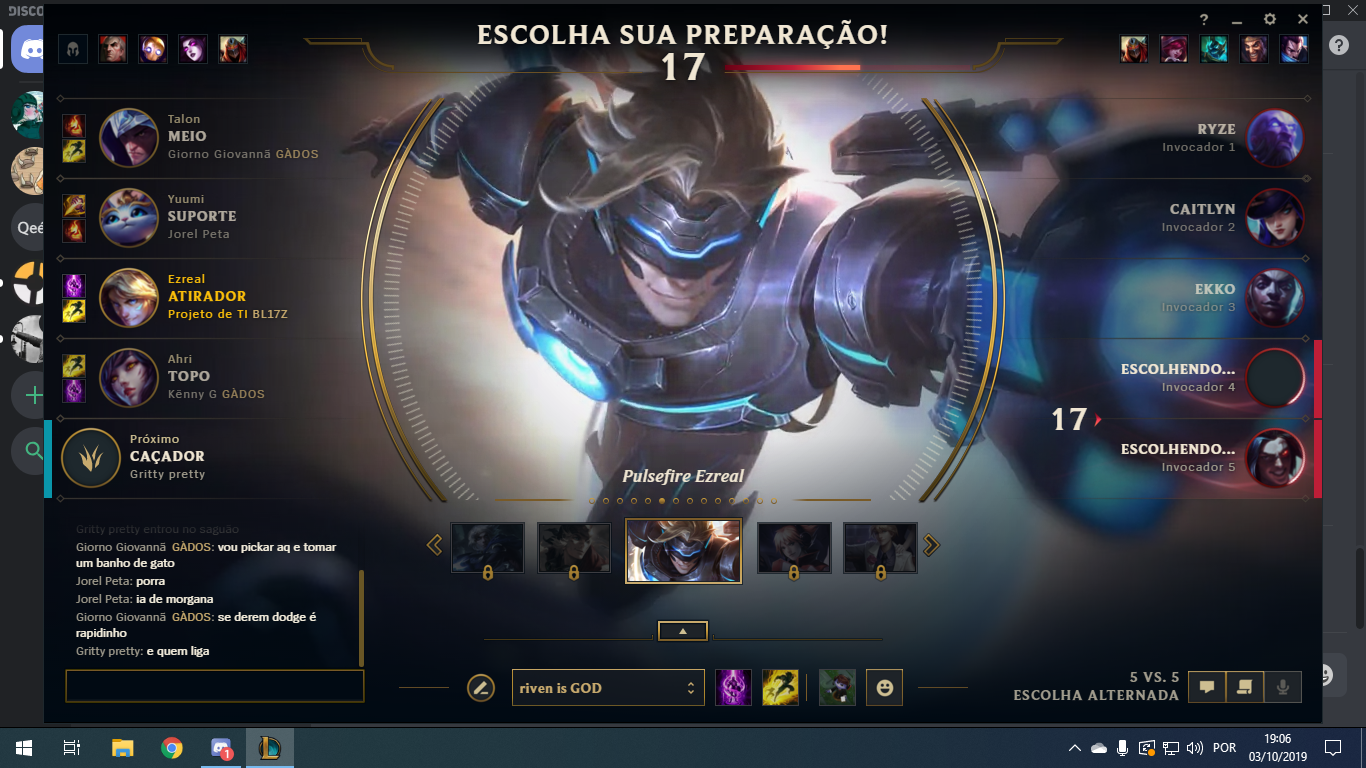 DISCO
ESCOLHA SUA PREPARAÇÃO!
17
Talon
MEIO
Giorno Giovannã GÀDOS
Yuumi
SUPORTE
Jorel Peta
Qeé
Ezreal
ATIRADOR
Projeto de TI BL17Z
Ahri
TOPO
Kênny G GÀDOS
Próximo
CAÇADOR
Gritty pretty
RYZE
Invocador 1
CAITLYN
Invocador 2
EKKO
Invocador 3
ESCOLHENDO...
Invocador 4
17
ESCOLHENDO...
Invocador 5
Pulsefire Ezreal
Gritty pretty entrou no saguão
Giorno Giovannã GÀDOS: vou pickar aq e tomar
um banho de gato
Jorel Peta: porra
Jorel Peta: ia de morgana
Giorno Giovannã GÀDOS: se derem dodge é
rapidinho
Gritty pretty: e quem liga
riven is GOD
5 VS. 5
ESCOLHA ALTERNADA
1
POR
19:06
03/10/2019